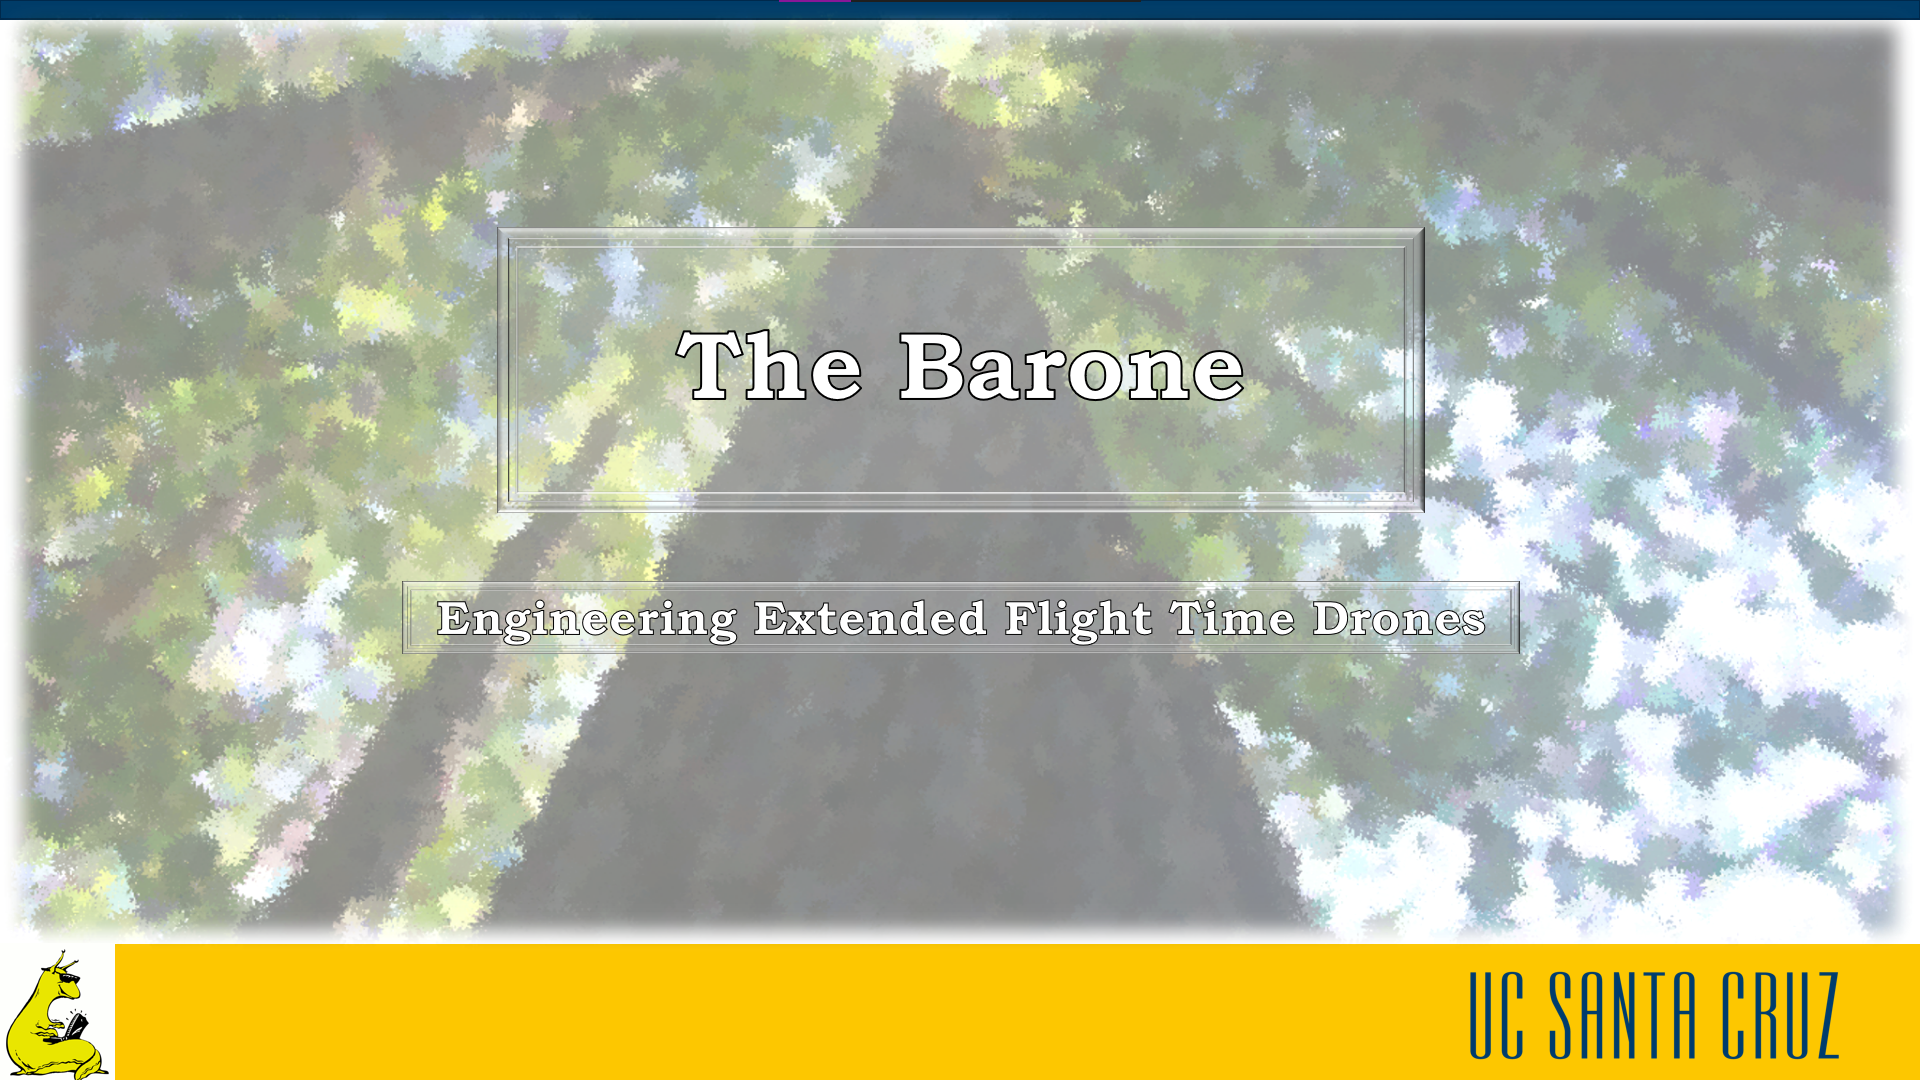 The Barone
Engineering Extended Flight Time Drones
UC SANTA CRUZ